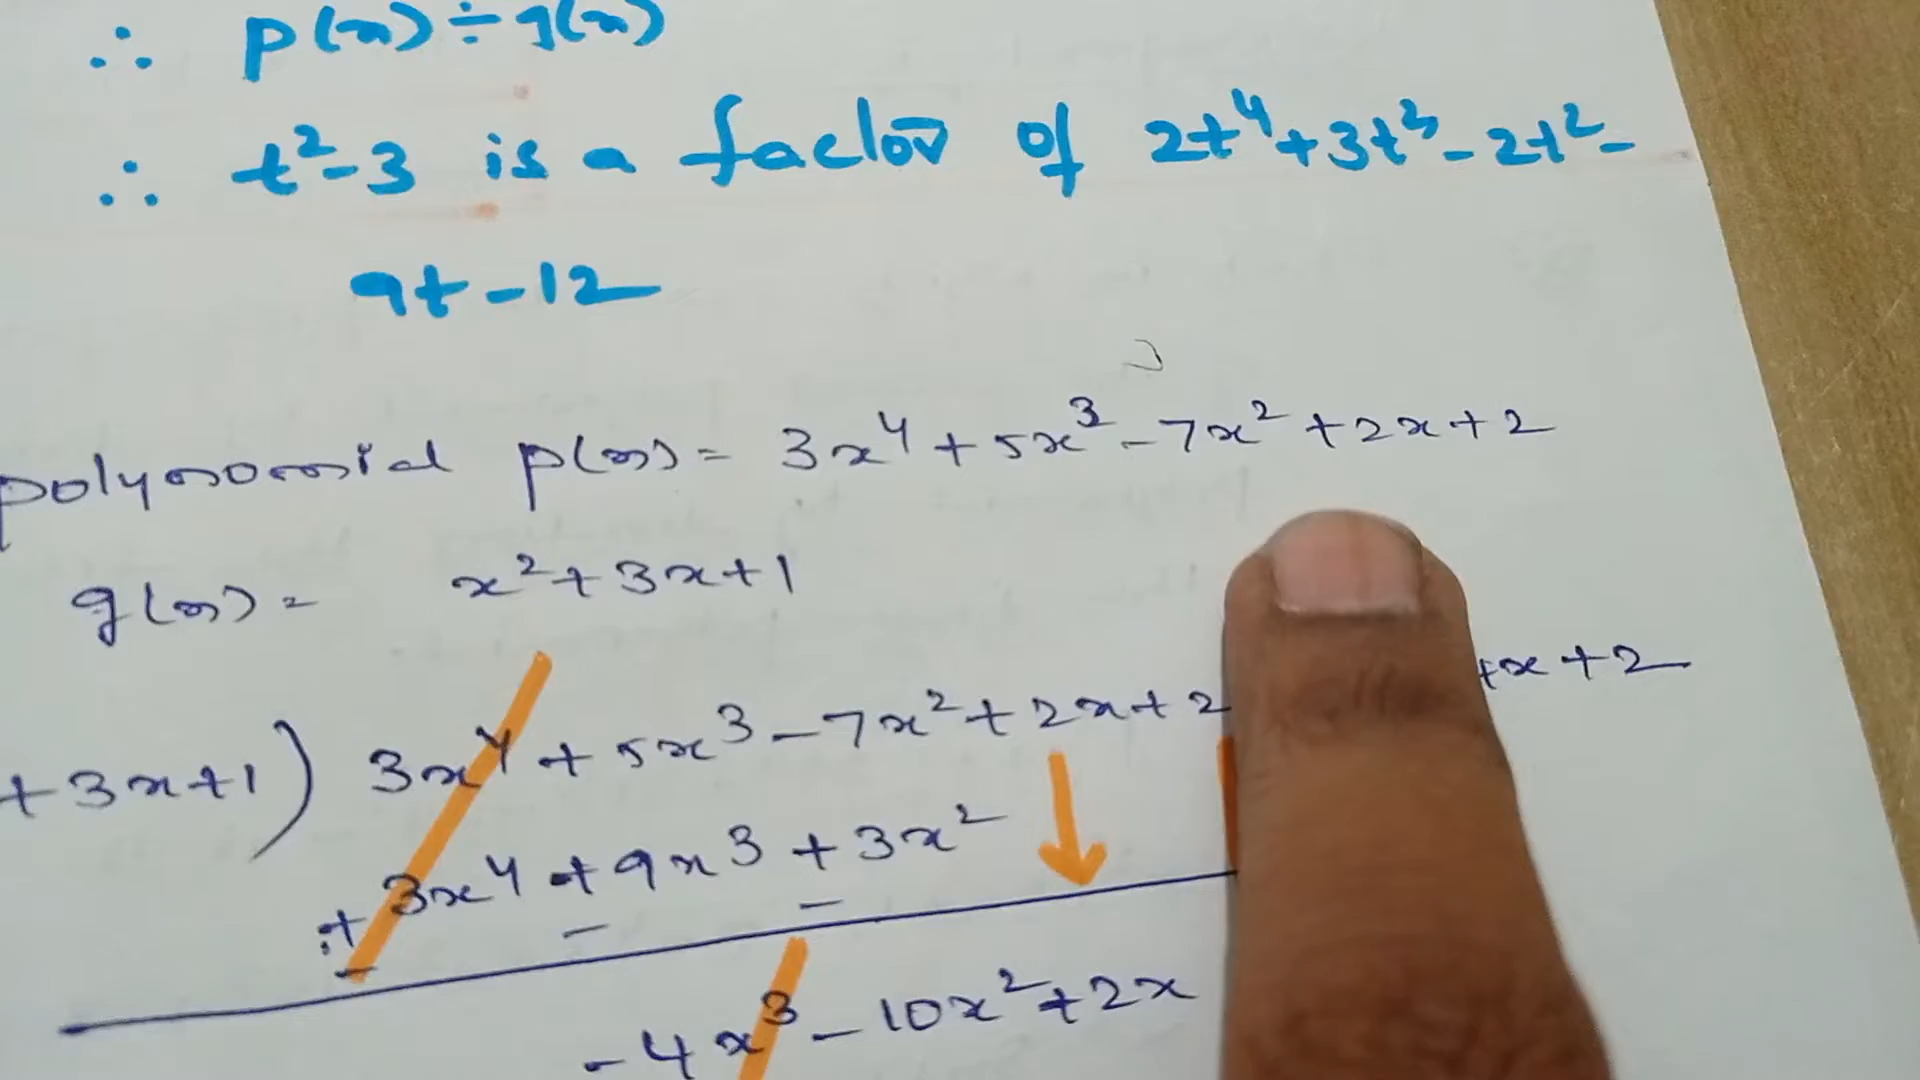 ∴ p(x) ÷ g(x)
∴ t²-3 is a factor of 2t⁴+3t³-2t²-
9t-12
polynomial p(x) = 3x⁴+5x³-7x²+2x+2
g(x) = x²+3x+1
+x+2
+3x+1) 3x⁴+5x³-7x²+2x+2
+3x⁴+9x³+3x²
- - -
-4x³-10x²+2x